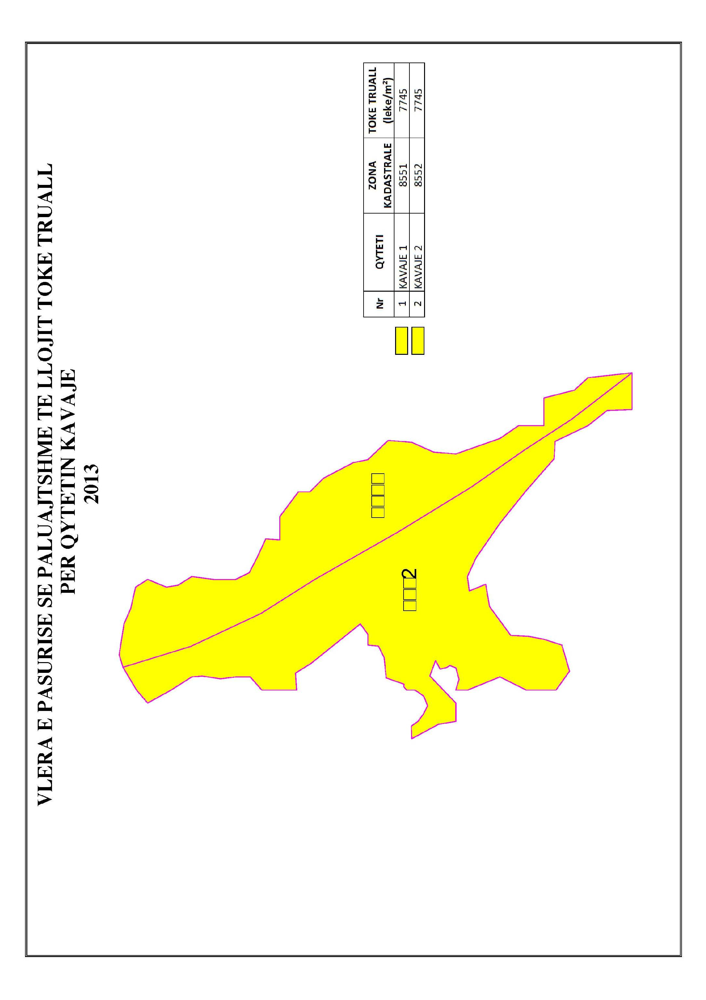 VLERA E PASURISE SE PALUAJTSHME TE LLOJIT TOKE TRUALL
PER QYTETIN KAVAJE
2013
Nr QYTETI ZONA KADASTRALE TOKE TRUALL (leke/m²)
1 KAVAJE 1 8551 7745
2 KAVAJE 2 8552 7745
2